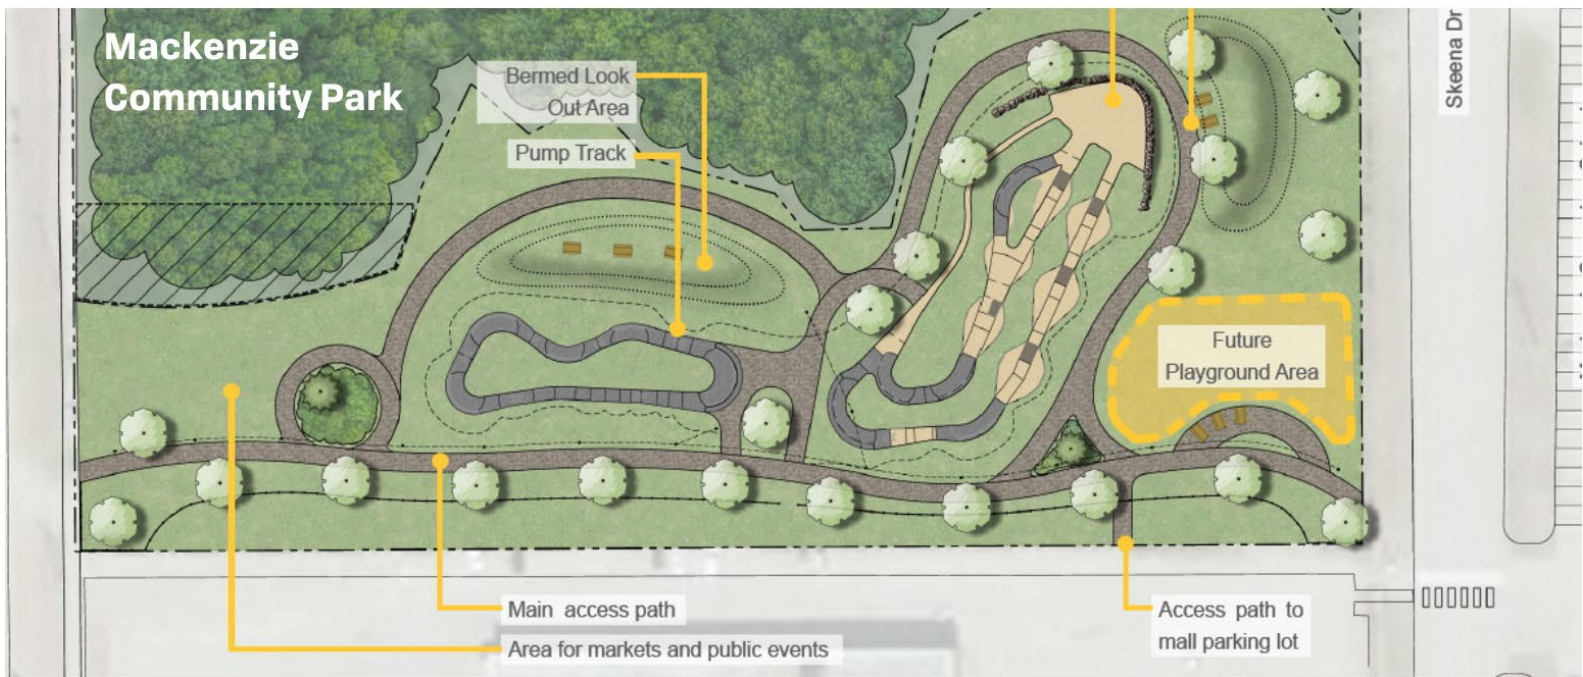 Mackenzie
Community Park
Bermed Look
Out Area
Pump Track
Skeena Dr
Future
Playground Area
Main access path
Area for markets and public events
Access path to
mall parking lot